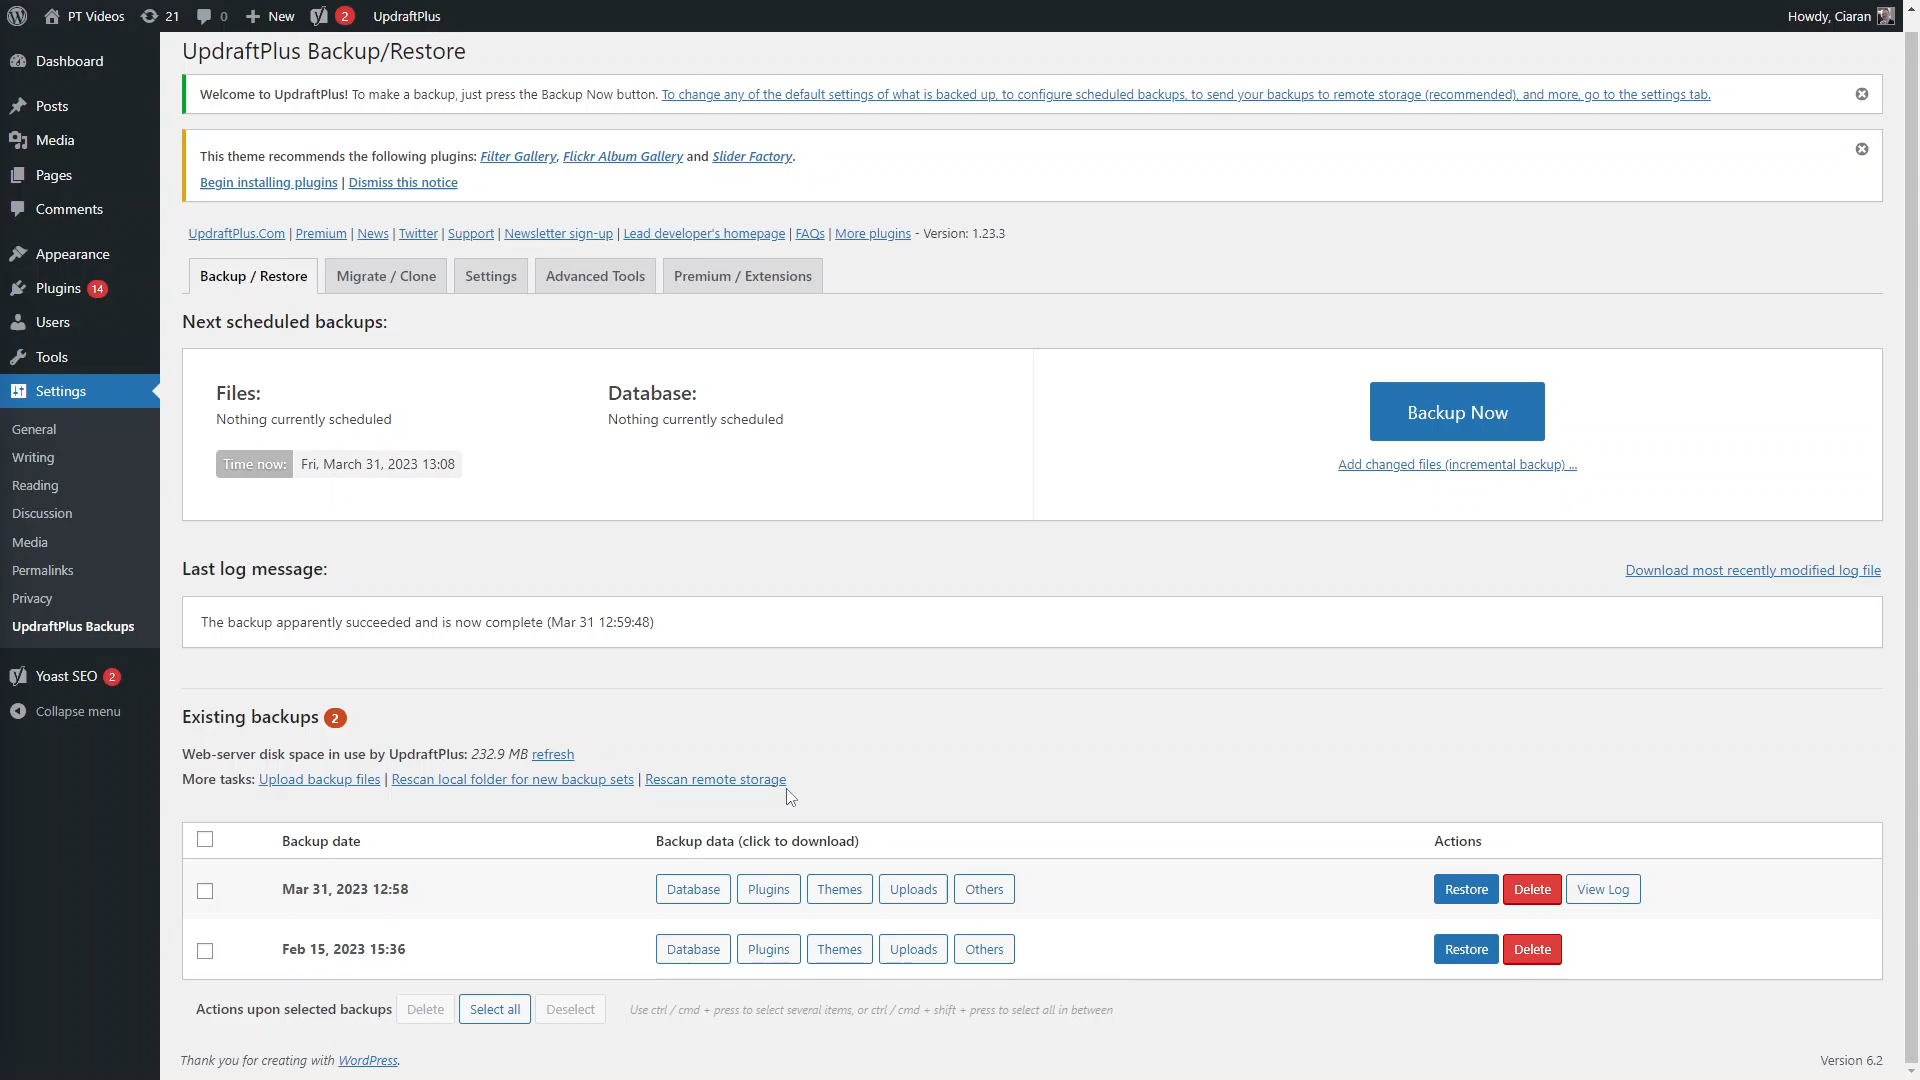 PT Videos 21 0 New 2 UpdraftPlus Howdy, Ciaran
Dashboard
Posts
Media
Pages
Comments
Appearance
Plugins 14
Users
Tools
Settings
General
Writing
Reading
Discussion
Media
Permalinks
Privacy
UpdraftPlus Backups
Yoast SEO 2
Collapse menu
UpdraftPlus Backup/Restore
Welcome to UpdraftPlus! To make a backup, just press the Backup Now button. To change any of the default settings of what is backed up, to configure scheduled backups, to send your backups to remote storage (recommended), and more, go to the settings tab.
This theme recommends the following plugins: Filter Gallery, Flickr Album Gallery and Slider Factory.
Begin installing plugins | Dismiss this notice
UpdraftPlus.Com | Premium | News | Twitter | Support | Newsletter sign-up | Lead developer's homepage | FAQs | More plugins - Version: 1.23.3
Backup / Restore Migrate / Clone Settings Advanced Tools Premium / Extensions
Next scheduled backups:
Files: Database:
Nothing currently scheduled Nothing currently scheduled
Time now: Fri, March 31, 2023 13:08
Backup Now
Add changed files (incremental backup) ...
Last log message: Download most recently modified log file
The backup apparently succeeded and is now complete (Mar 31 12:59:48)
Existing backups 2
Web-server disk space in use by UpdraftPlus: 232.9 MB refresh
More tasks: Upload backup files | Rescan local folder for new backup sets | Rescan remote storage
Backup date Backup data (click to download) Actions
Mar 31, 2023 12:58 Database Plugins Themes Uploads Others Restore Delete View Log
Feb 15, 2023 15:36 Database Plugins Themes Uploads Others Restore Delete
Actions upon selected backups Delete Select all Deselect Use ctrl / cmd + press to select several items, or ctrl / cmd + shift + press to select all in between
Thank you for creating with WordPress. Version 6.2